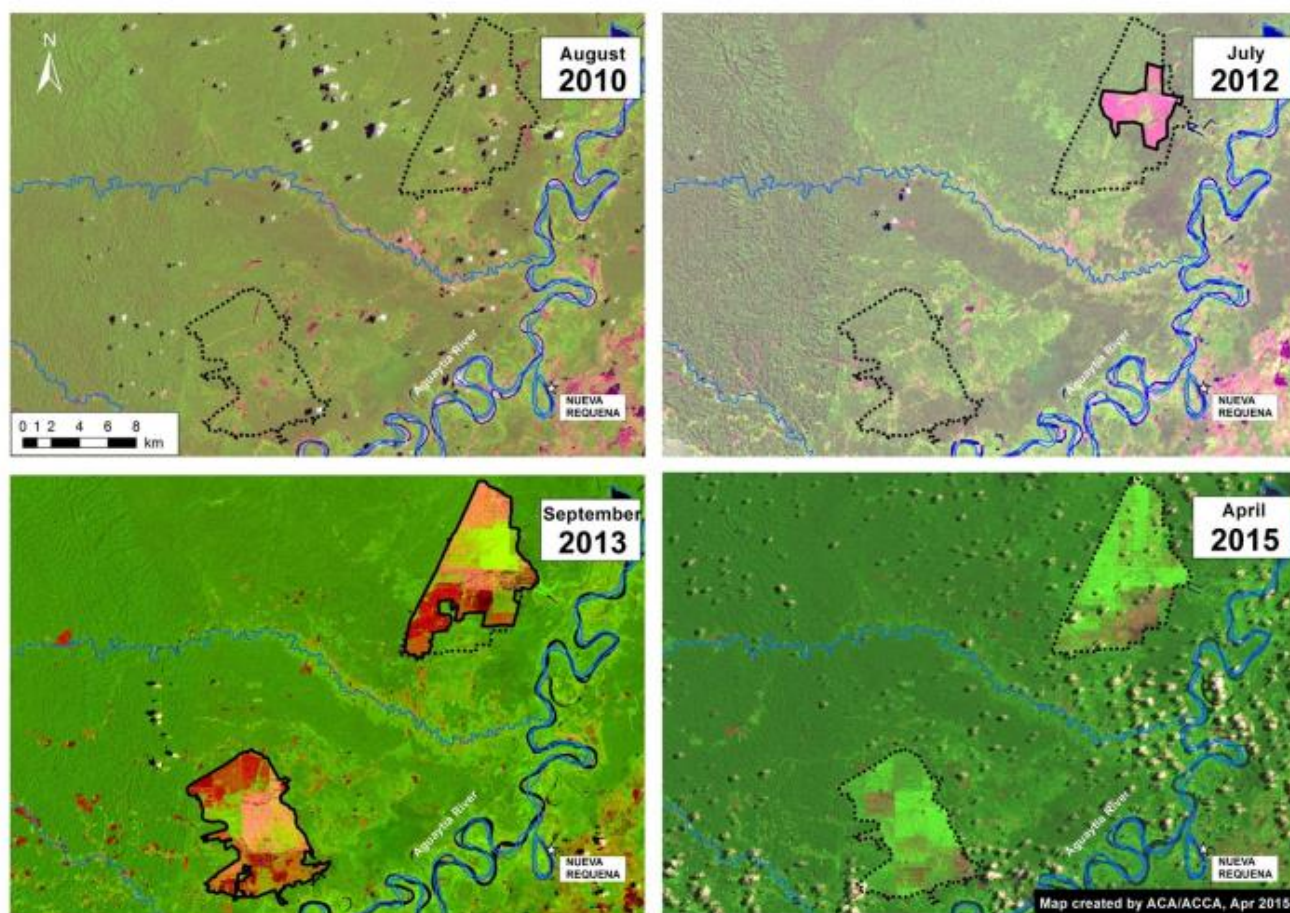 N
August
2010
Aguaytia River
NUEVA
REQUENA
0 1 2 4 6 8
km
July
2012
Aguaytia River
NUEVA
REQUENA
September
2013
Aguaytia River
NUEVA
REQUENA
April
2015
Aguaytia River
NUEVA
REQUENA
Map created by ACA/ACCA, Apr 2015